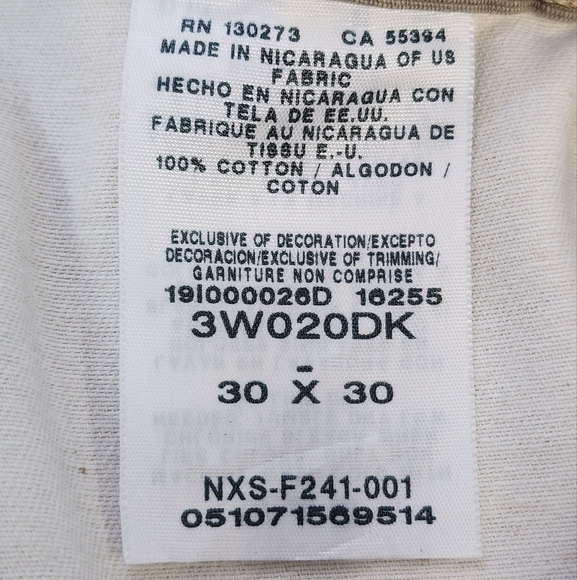 RN 130273 CA 55394
MADE IN NICARAGUA OF US
FABRIC
HECHO EN NICARAGUA CON
TELA DE EE.UU.
FABRIQUE AU NICARAGUA DE
TISSU E.-U.
100% COTTON / ALGODON /
COTON
EXCLUSIVE OF DECORATION/EXCEPTO
DECORACION/EXCLUSIVE OF TRIMMING/
GARNITURE NON COMPRISE
19I000026D 16255
3W020DK
-
30 X 30
NXS-F241-001
051071569514